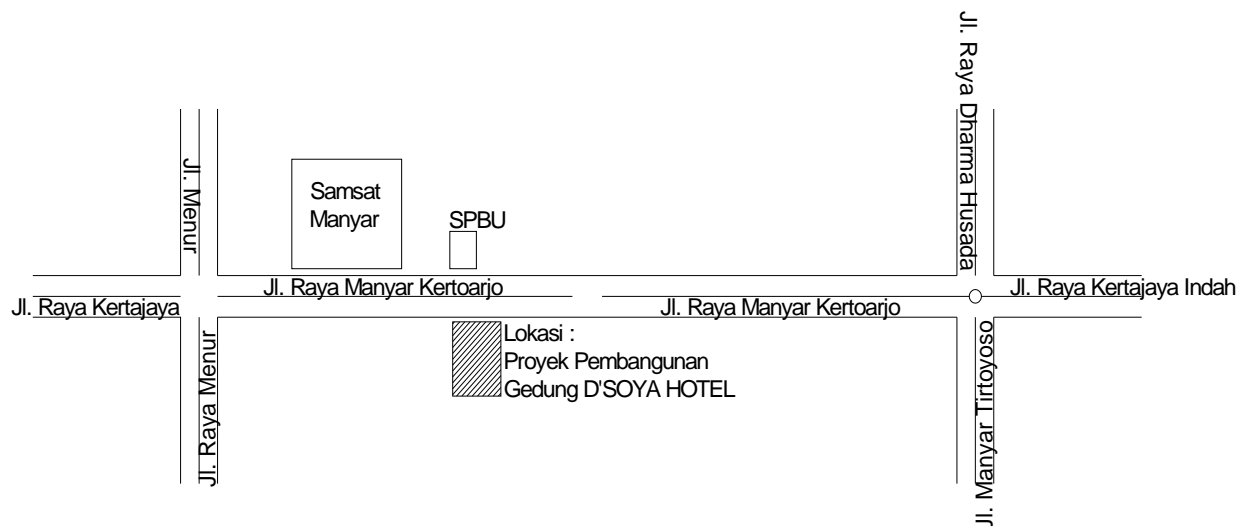 Jl. Raya Dharma Husada
Jl. Menur
Samsat
Manyar
SPBU
Jl. Raya Manyar Kertoarjo
Jl. Raya Kertajaya Indah
Jl. Raya Kertajaya
Jl. Raya Manyar Kertoarjo
Lokasi :
Proyek Pembangunan
Gedung D'SOYA HOTEL
Jl. Raya Menur
Jl. Manyar Tirtoyoso